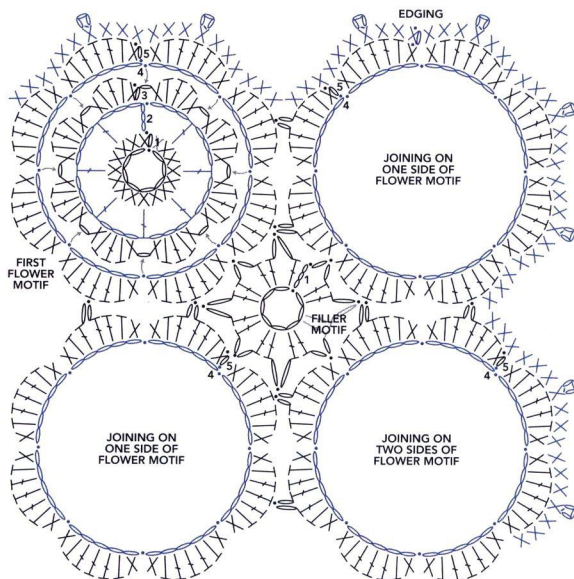 EDGING
5
4
3
2
1
5
4
JOINING ON
ONE SIDE OF
FLOWER MOTIF
FIRST
FLOWER
MOTIF
1
FILLER
MOTIF
5
4
5
4
JOINING ON
ONE SIDE OF
FLOWER MOTIF
JOINING ON
TWO SIDES OF
FLOWER MOTIF